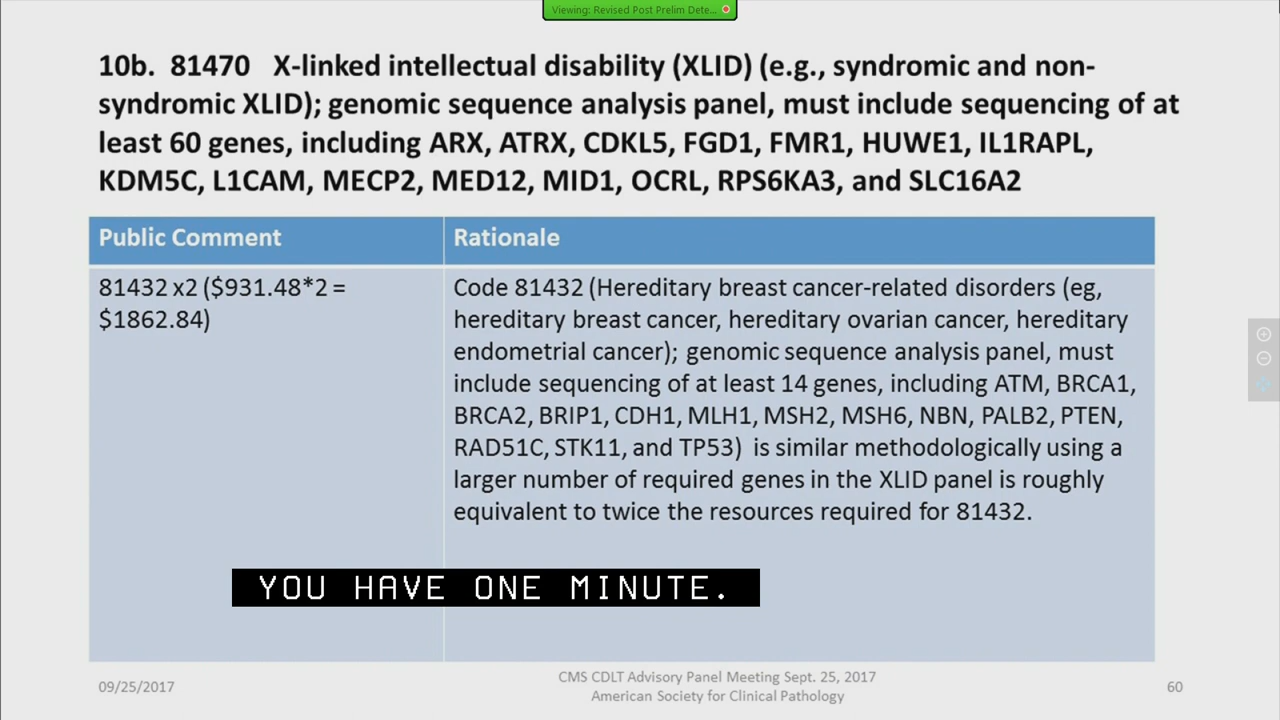 Viewing: Revised Post Prelim Dete...
10b. 81470 X-linked intellectual disability (XLID) (e.g., syndromic and non-
syndromic XLID); genomic sequence analysis panel, must include sequencing of at
least 60 genes, including ARX, ATRX, CDKL5, FGD1, FMR1, HUWE1, IL1RAPL,
KDM5C, L1CAM, MECP2, MED12, MID1, OCRL, RPS6KA3, and SLC16A2
Public Comment
Rationale
81432 x2 ($931.48*2 =
$1862.84)
Code 81432 (Hereditary breast cancer-related disorders (eg,
hereditary breast cancer, hereditary ovarian cancer, hereditary
endometrial cancer); genomic sequence analysis panel, must
include sequencing of at least 14 genes, including ATM, BRCA1,
BRCA2, BRIP1, CDH1, MLH1, MSH2, MSH6, NBN, PALB2, PTEN,
RAD51C, STK11, and TP53) is similar methodologically using a
larger number of required genes in the XLID panel is roughly
equivalent to twice the resources required for 81432.
YOU HAVE ONE MINUTE.
09/25/2017
CMS CDLT Advisory Panel Meeting Sept. 25, 2017
American Society for Clinical Pathology
60